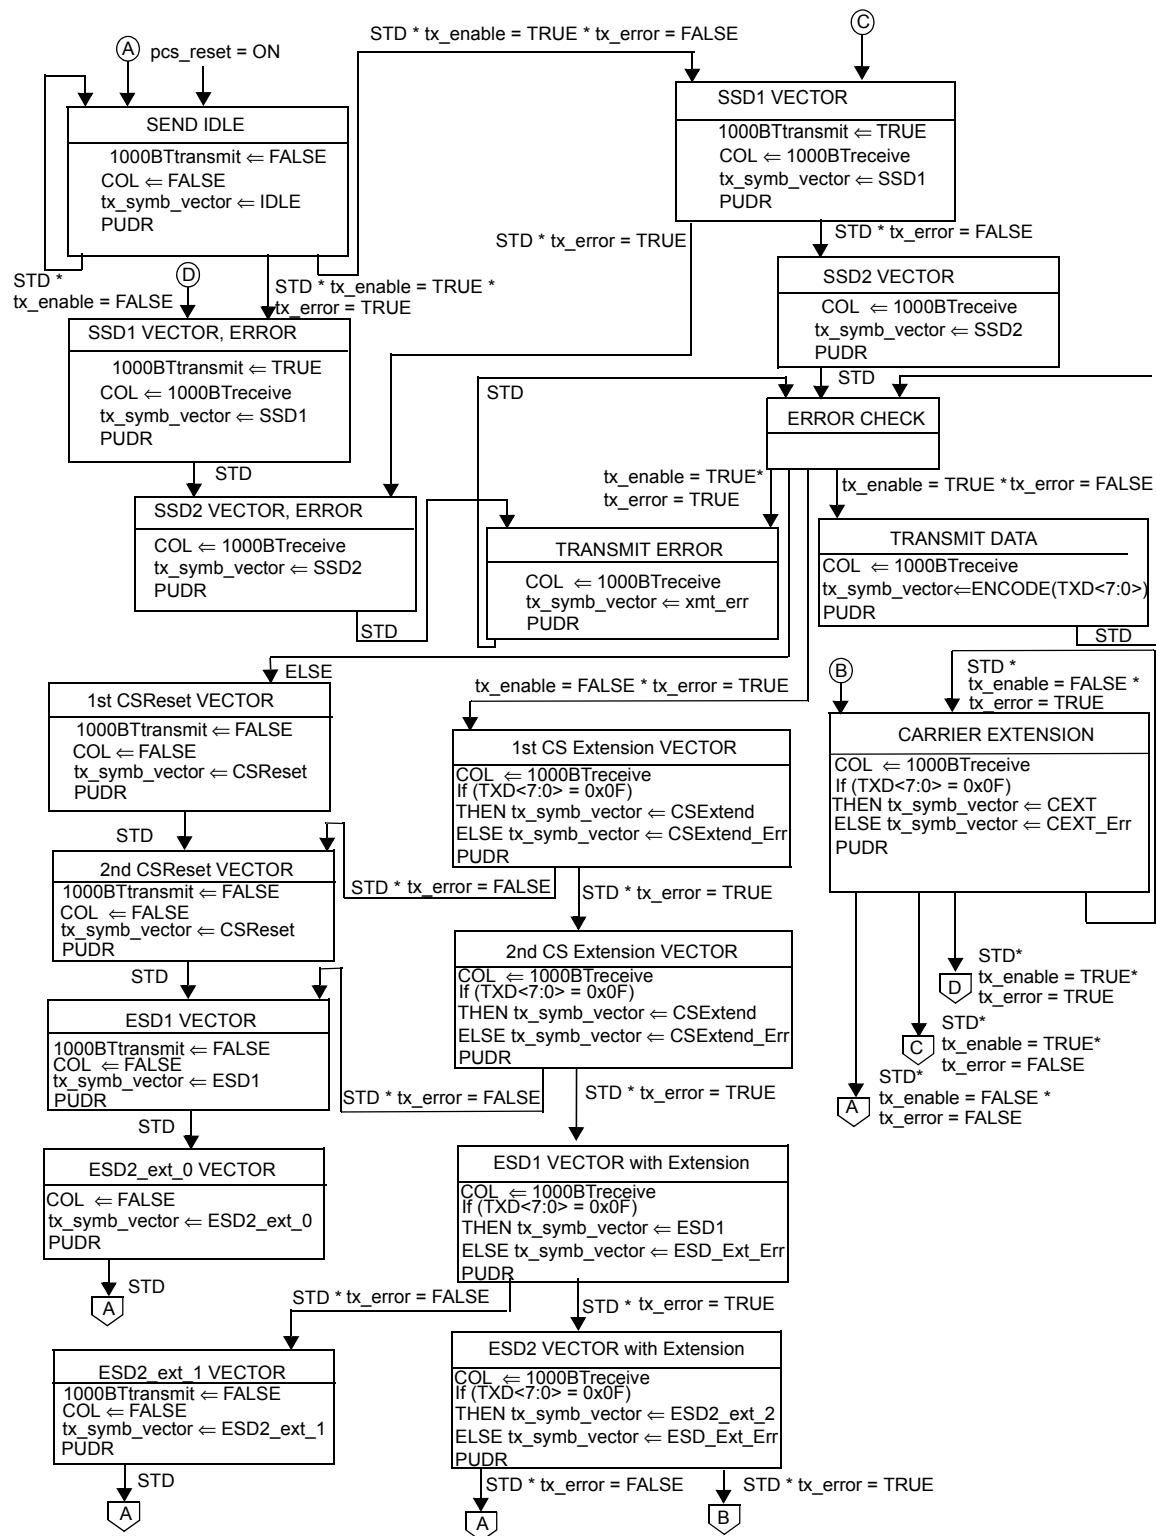 A
pcs_reset = ON
STD * tx_enable = TRUE * tx_error = FALSE
C
SEND IDLE
1000BTtransmit ⇐ FALSE
COL ⇐ FALSE
tx_symb_vector ⇐ IDLE
PUDR
SSD1 VECTOR
1000BTtransmit ⇐ TRUE
COL ⇐ 1000BTreceive
tx_symb_vector ⇐ SSD1
PUDR
STD *
tx_enable = FALSE
D
STD * tx_enable = TRUE *
tx_error = TRUE
STD * tx_error = TRUE
STD * tx_error = FALSE
SSD2 VECTOR
COL ⇐ 1000BTreceive
tx_symb_vector ⇐ SSD2
PUDR
SSD1 VECTOR, ERROR
1000BTtransmit ⇐ TRUE
COL ⇐ 1000BTreceive
tx_symb_vector ⇐ SSD1
PUDR
STD
STD
STD
ERROR CHECK
SSD2 VECTOR, ERROR
COL ⇐ 1000BTreceive
tx_symb_vector ⇐ SSD2
PUDR
STD
tx_enable = TRUE*
tx_error = TRUE
tx_enable = TRUE * tx_error = FALSE
TRANSMIT ERROR
COL ⇐ 1000BTreceive
tx_symb_vector ⇐ xmt_err
PUDR
TRANSMIT DATA
COL ⇐ 1000BTreceive
tx_symb_vector⇐ENCODE(TXD<7:0>)
PUDR
STD
ELSE
tx_enable = FALSE * tx_error = TRUE
B
STD *
tx_enable = FALSE *
tx_error = TRUE
1st CSReset VECTOR
1000BTtransmit ⇐ FALSE
COL ⇐ FALSE
tx_symb_vector ⇐ CSReset
PUDR
STD
1st CS Extension VECTOR
COL ⇐ 1000BTreceive
If (TXD<7:0> = 0x0F)
THEN tx_symb_vector ⇐ CSExtend
ELSE tx_symb_vector ⇐ CSExtend_Err
PUDR
CARRIER EXTENSION
COL ⇐ 1000BTreceive
If (TXD<7:0> = 0x0F)
THEN tx_symb_vector ⇐ CEXT
ELSE tx_symb_vector ⇐ CEXT_Err
PUDR
2nd CSReset VECTOR
1000BTtransmit ⇐ FALSE
COL ⇐ FALSE
tx_symb_vector ⇐ CSReset
PUDR
STD
STD * tx_error = FALSE
STD * tx_error = TRUE
2nd CS Extension VECTOR
COL ⇐ 1000BTreceive
If (TXD<7:0> = 0x0F)
THEN tx_symb_vector ⇐ CSExtend
ELSE tx_symb_vector ⇐ CSExtend_Err
PUDR
D
STD*
tx_enable = TRUE*
tx_error = TRUE
C
STD*
tx_enable = TRUE*
tx_error = FALSE
A
STD*
tx_enable = FALSE *
tx_error = FALSE
ESD1 VECTOR
1000BTtransmit ⇐ FALSE
COL ⇐ FALSE
tx_symb_vector ⇐ ESD1
PUDR
STD
STD * tx_error = FALSE
STD * tx_error = TRUE
ESD2_ext_0 VECTOR
COL ⇐ FALSE
tx_symb_vector ⇐ ESD2_ext_0
PUDR
STD
A
ESD1 VECTOR with Extension
COL ⇐ 1000BTreceive
If (TXD<7:0> = 0x0F)
THEN tx_symb_vector ⇐ ESD1
ELSE tx_symb_vector ⇐ ESD_Ext_Err
PUDR
STD * tx_error = FALSE
STD * tx_error = TRUE
ESD2_ext_1 VECTOR
1000BTtransmit ⇐ FALSE
COL ⇐ FALSE
tx_symb_vector ⇐ ESD2_ext_1
PUDR
STD
A
ESD2 VECTOR with Extension
COL ⇐ 1000BTreceive
If (TXD<7:0> = 0x0F)
THEN tx_symb_vector ⇐ ESD2_ext_2
ELSE tx_symb_vector ⇐ ESD_Ext_Err
PUDR
STD * tx_error = FALSE
STD * tx_error = TRUE
A
B